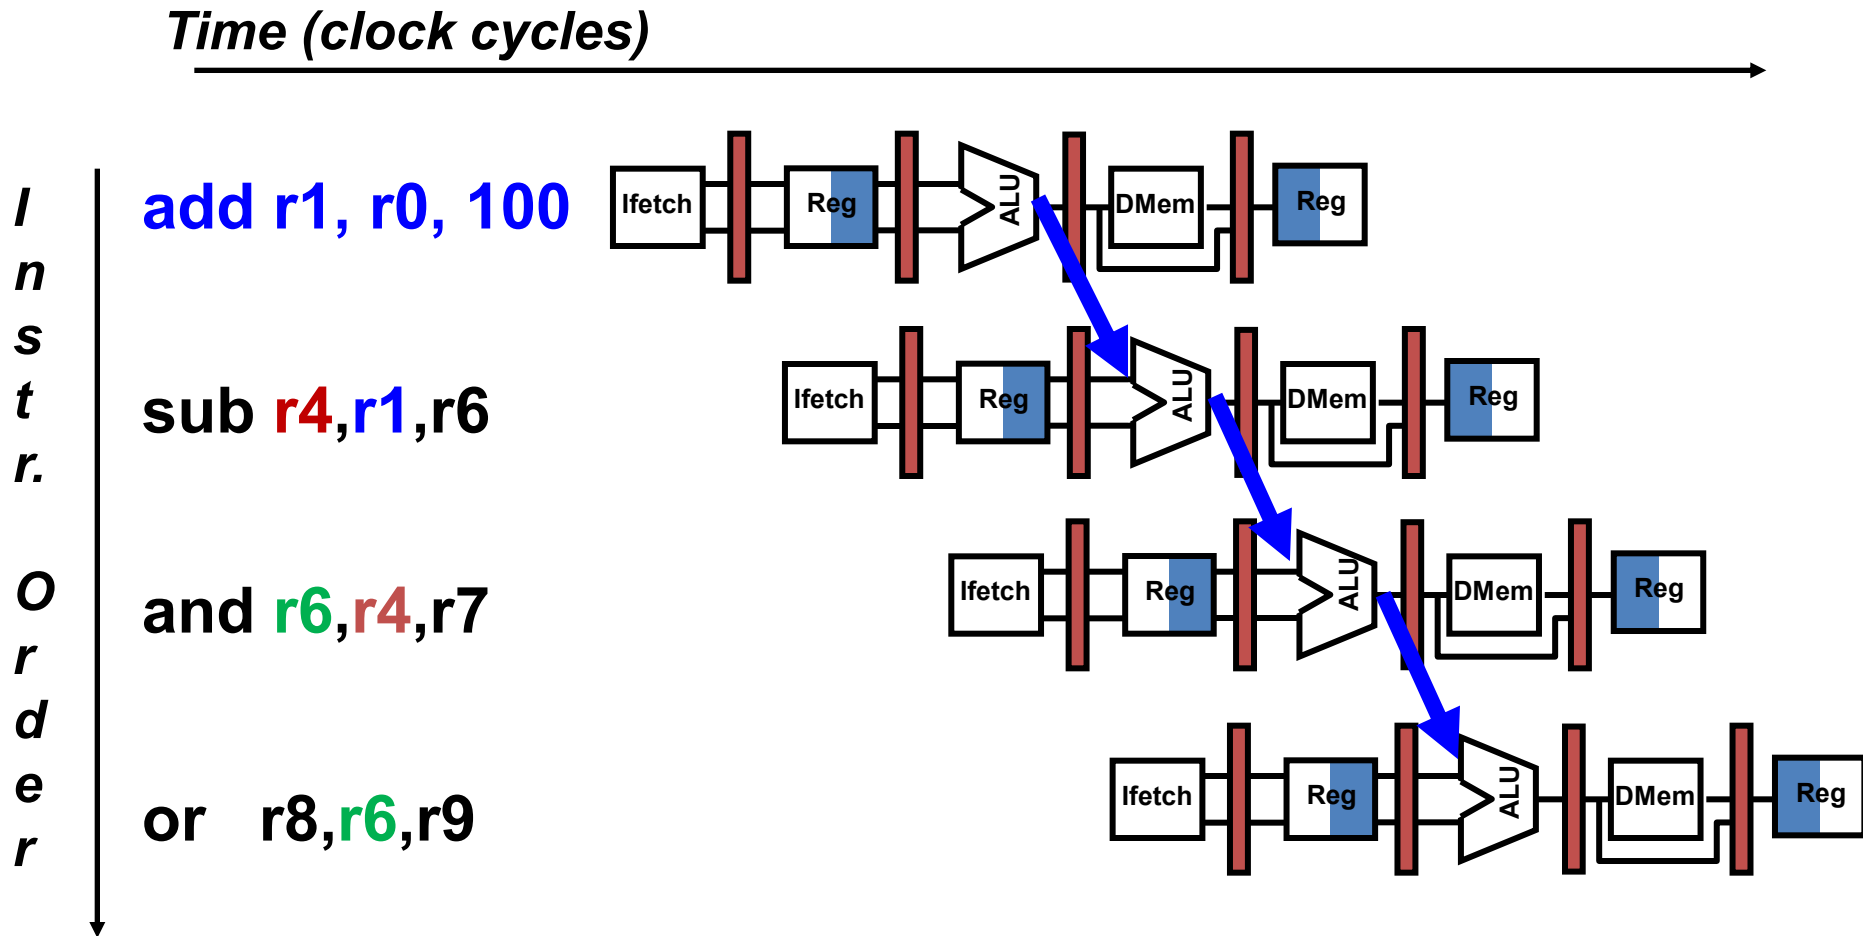 Time (clock cycles)
Instr. Order
add r1, r0, 100
Ifetch Reg ALU DMem Reg
sub r4,r1,r6
Ifetch Reg ALU DMem Reg
and r6,r4,r7
Ifetch Reg ALU DMem Reg
or r8,r6,r9
Ifetch Reg ALU DMem Reg